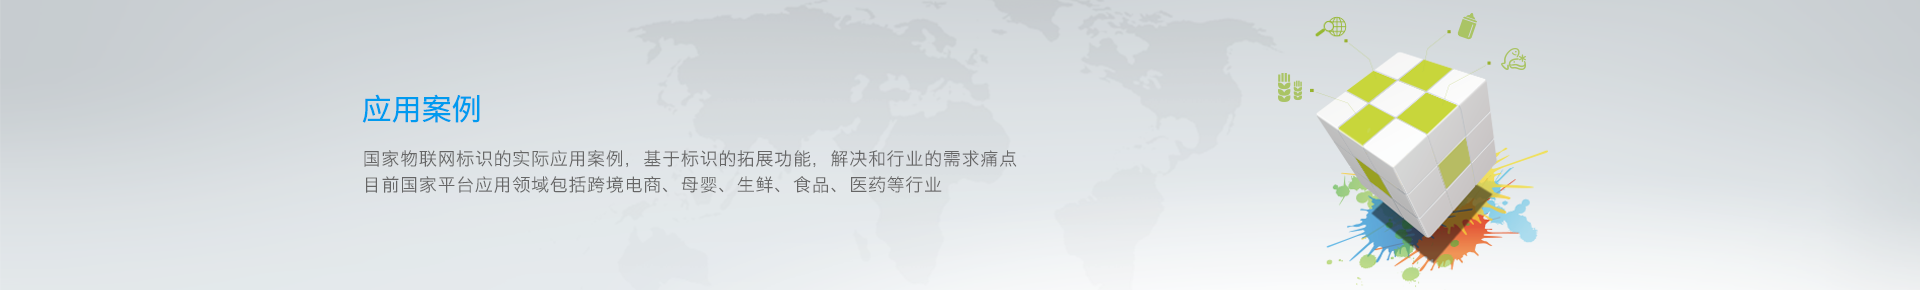 应用案例
国家物联网标识的实际应用案例，基于标识的拓展功能，解决和行业的需求痛点
目前国家平台应用领域包括跨境电商、母婴、生鲜、食品、医药等行业